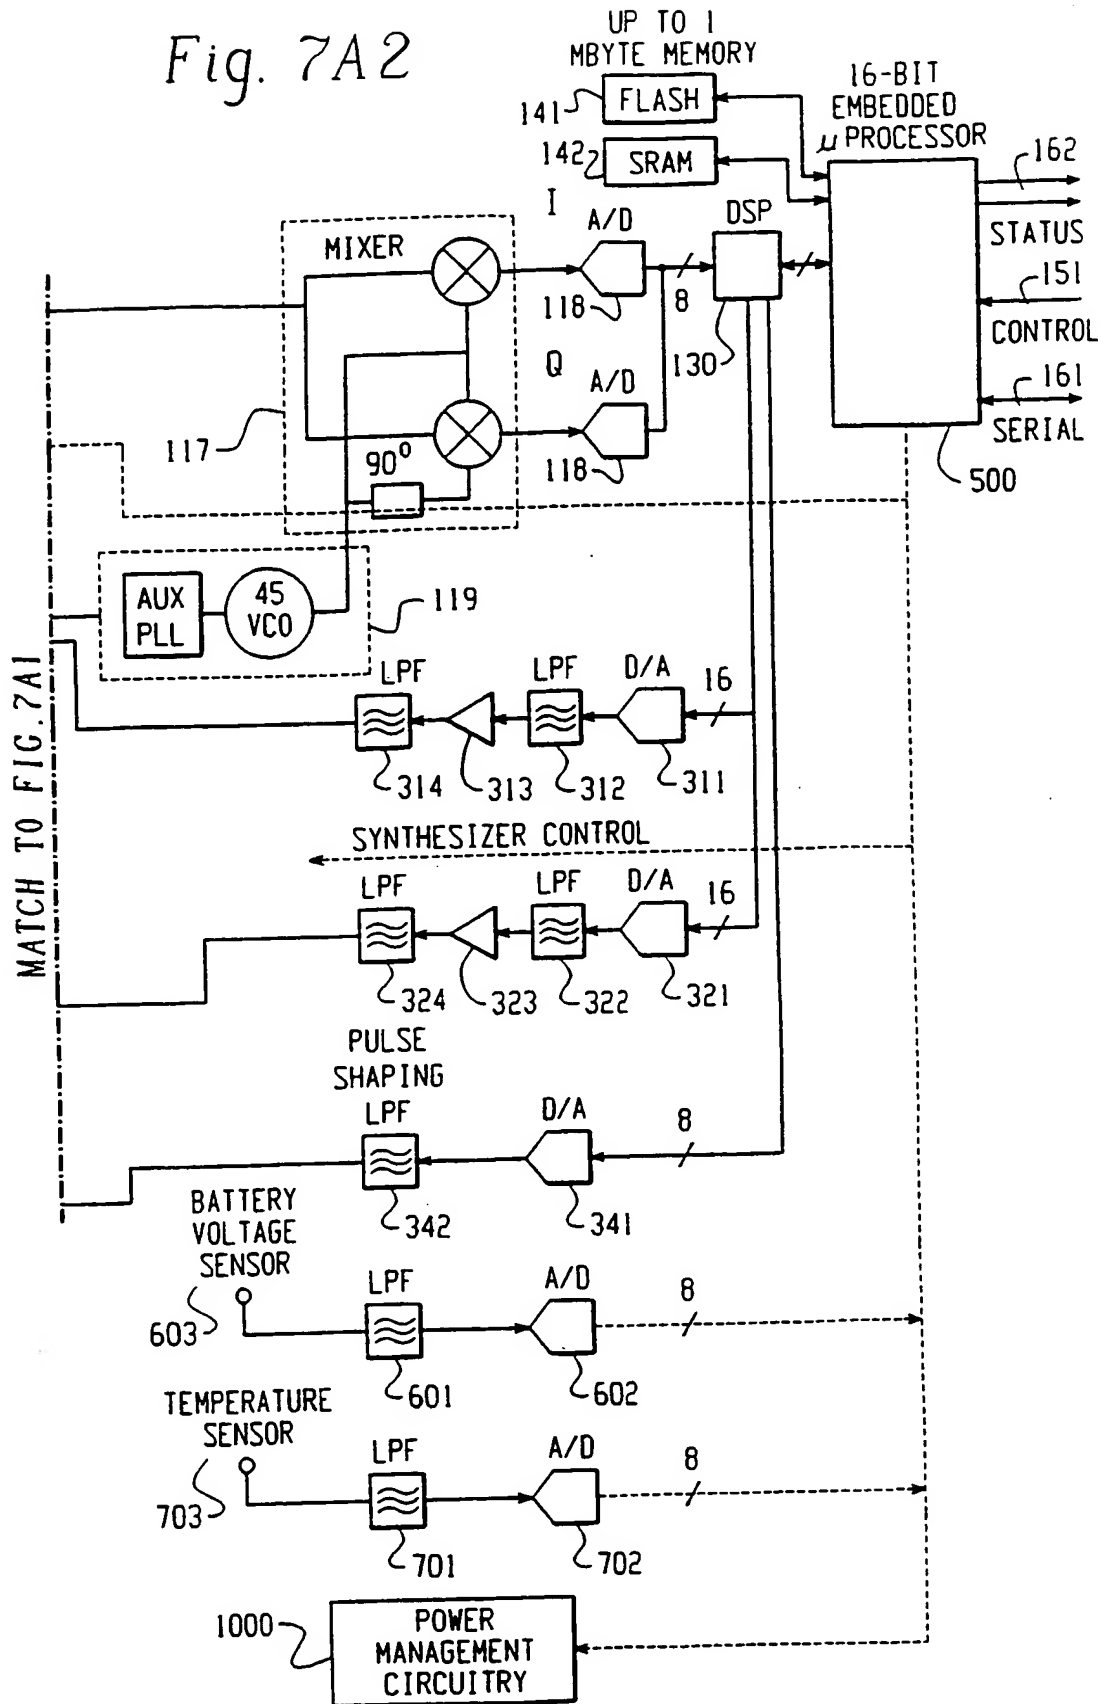 Fig. 7A2
UP TO 1
MBYTE MEMORY
141
FLASH
142
SRAM
16-BIT
EMBEDDED
µ PROCESSOR
162
STATUS
151
CONTROL
161
SERIAL
500
I
A/D
118
8
DSP
130
MIXER
117
Q
A/D
118
90°
AUX
PLL
45
VCO
119
MATCH TO FIG.7A1
LPF
314
313
LPF
312
D/A
311
16
SYNTHESIZER CONTROL
LPF
324
323
LPF
322
D/A
321
16
PULSE
SHAPING
LPF
342
D/A
341
8
BATTERY
VOLTAGE
SENSOR
603
LPF
601
A/D
602
8
TEMPERATURE
SENSOR
703
LPF
701
A/D
702
8
1000
POWER
MANAGEMENT
CIRCUITRY